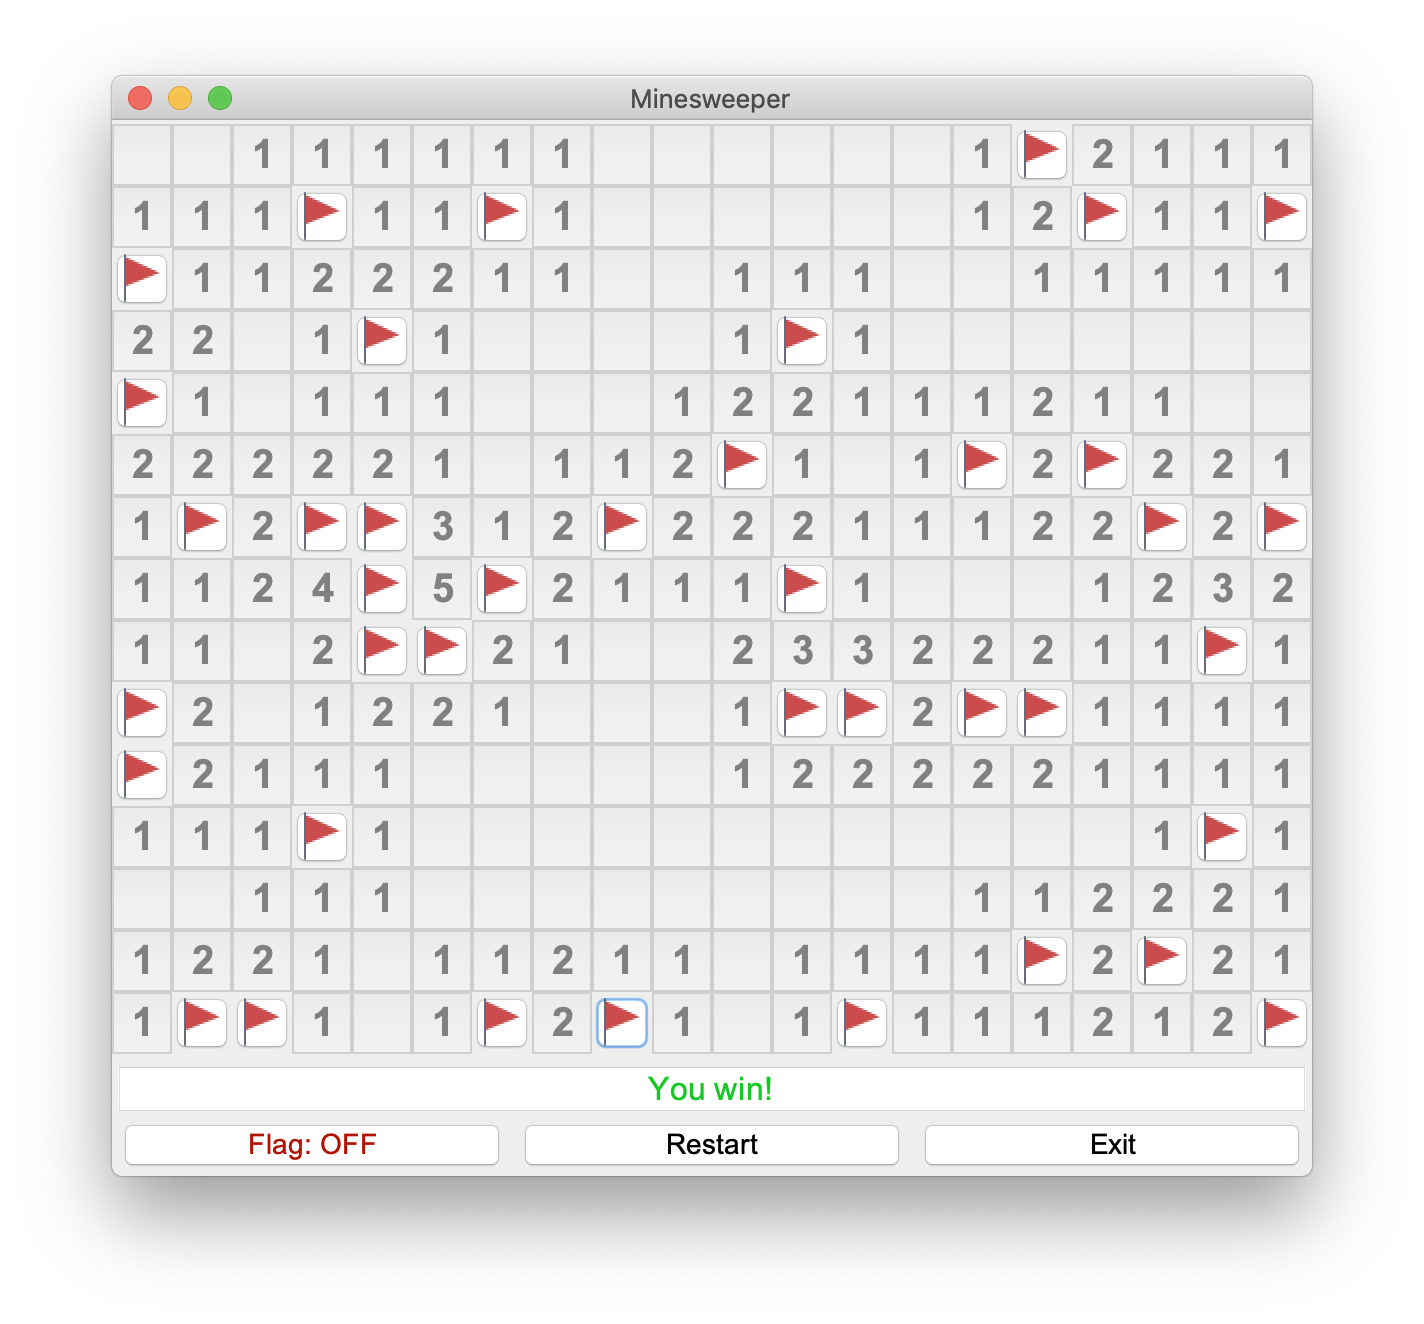 Minesweeper
1 1 1 1 1 1 1 2 1 1 1
1 1 1 1 1 1 1 2 1 1
1 1 2 2 2 1 1 1 1 1 1 1 1 1 1
2 2 1 1 1 1
1 1 1 1 1 2 2 1 1 1 2 1 1
2 2 2 2 2 1 1 1 2 1 1 2 2 2 1
1 2 3 1 2 2 2 2 1 1 1 2 2 2
1 1 2 4 5 2 1 1 1 1 1 2 3 2
1 1 2 2 1 2 3 3 2 2 2 1 1 1
2 1 2 2 1 1 2 1 1 1 1
2 1 1 1 1 2 2 2 2 2 1 1 1 1
1 1 1 1 1 1
1 1 1 1 1 2 2 2 1
1 2 2 1 1 1 2 1 1 1 1 1 1 2 2 1
1 1 1 2 1 1 1 1 1 2 1 2
You win!
Flag: OFF Restart Exit